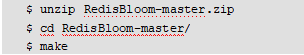 $ unzip RedisBloom-master.zip
$ cd RedisBloom-master/
$ make